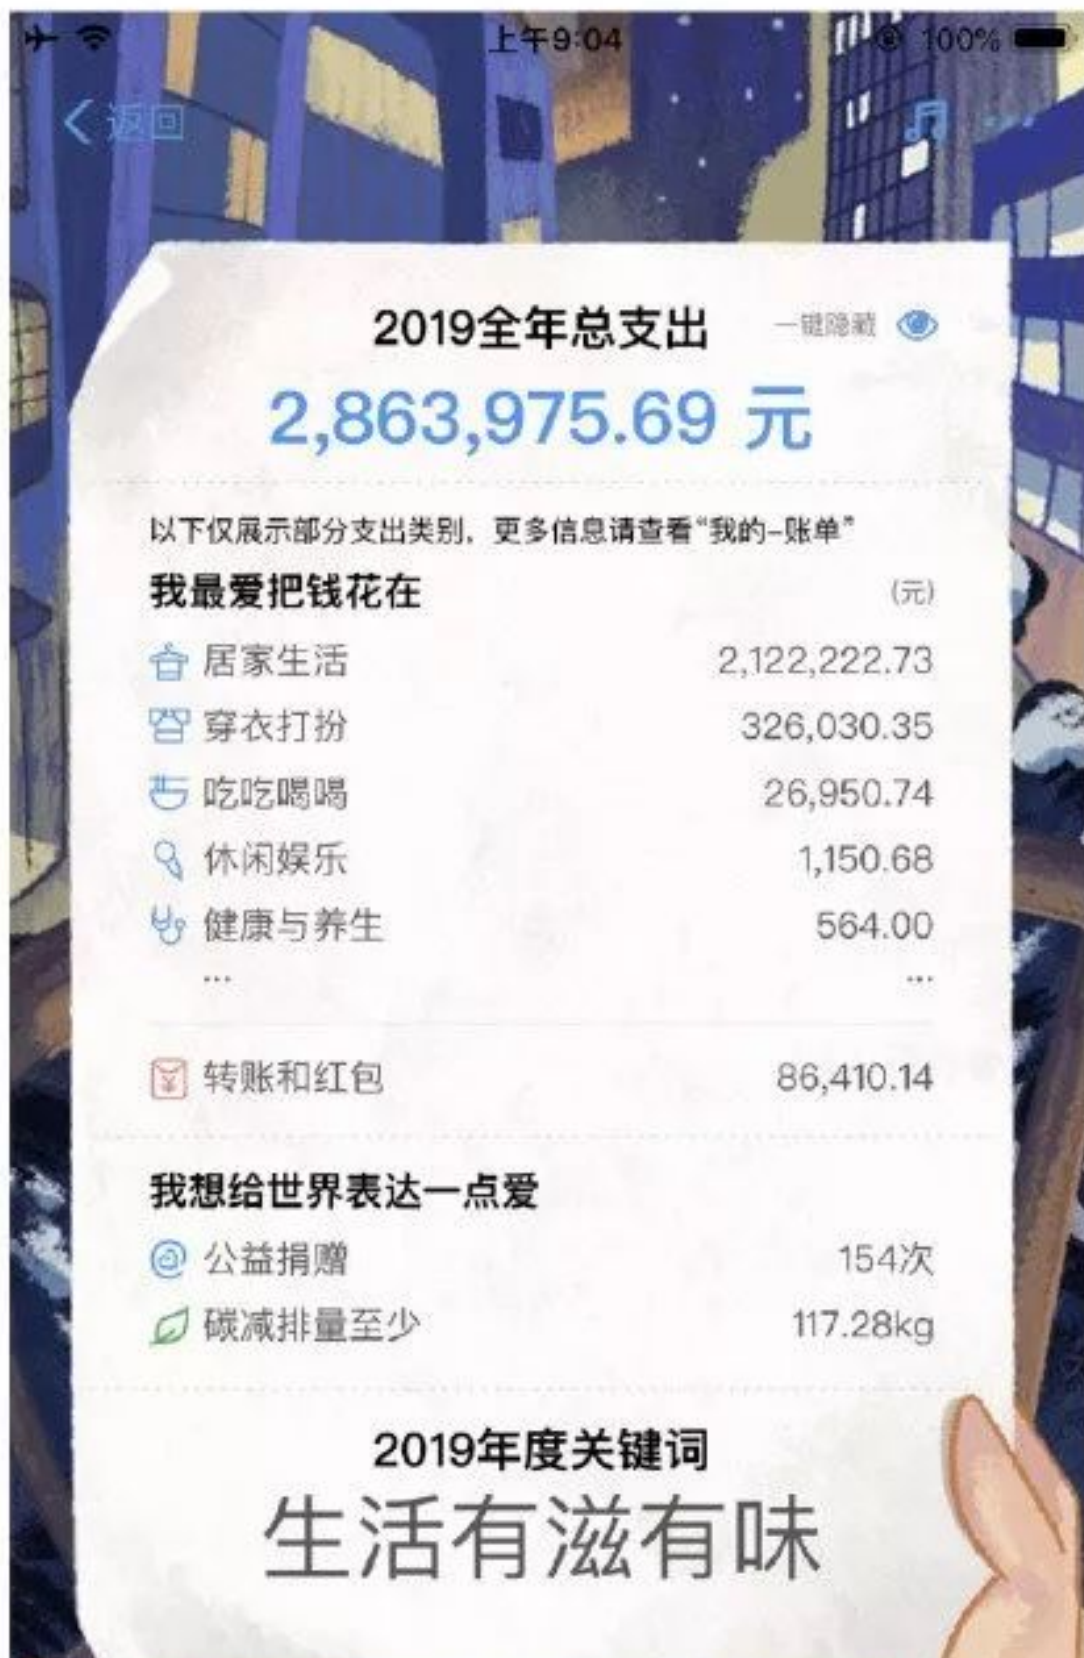 上午9:04
100%
返回
2019全年总支出
一键隐藏
2,863,975.69 元
以下仅展示部分支出类别，更多信息请查看“我的-账单”
我最爱把钱花在
(元)
居家生活 2,122,222.73
穿衣打扮 326,030.35
吃吃喝喝 26,950.74
休闲娱乐 1,150.68
健康与养生 564.00
... ...
转账和红包 86,410.14
我想给世界表达一点爱
公益捐赠 154次
碳减排量至少 117.28kg
2019年度关键词
生活有滋有味